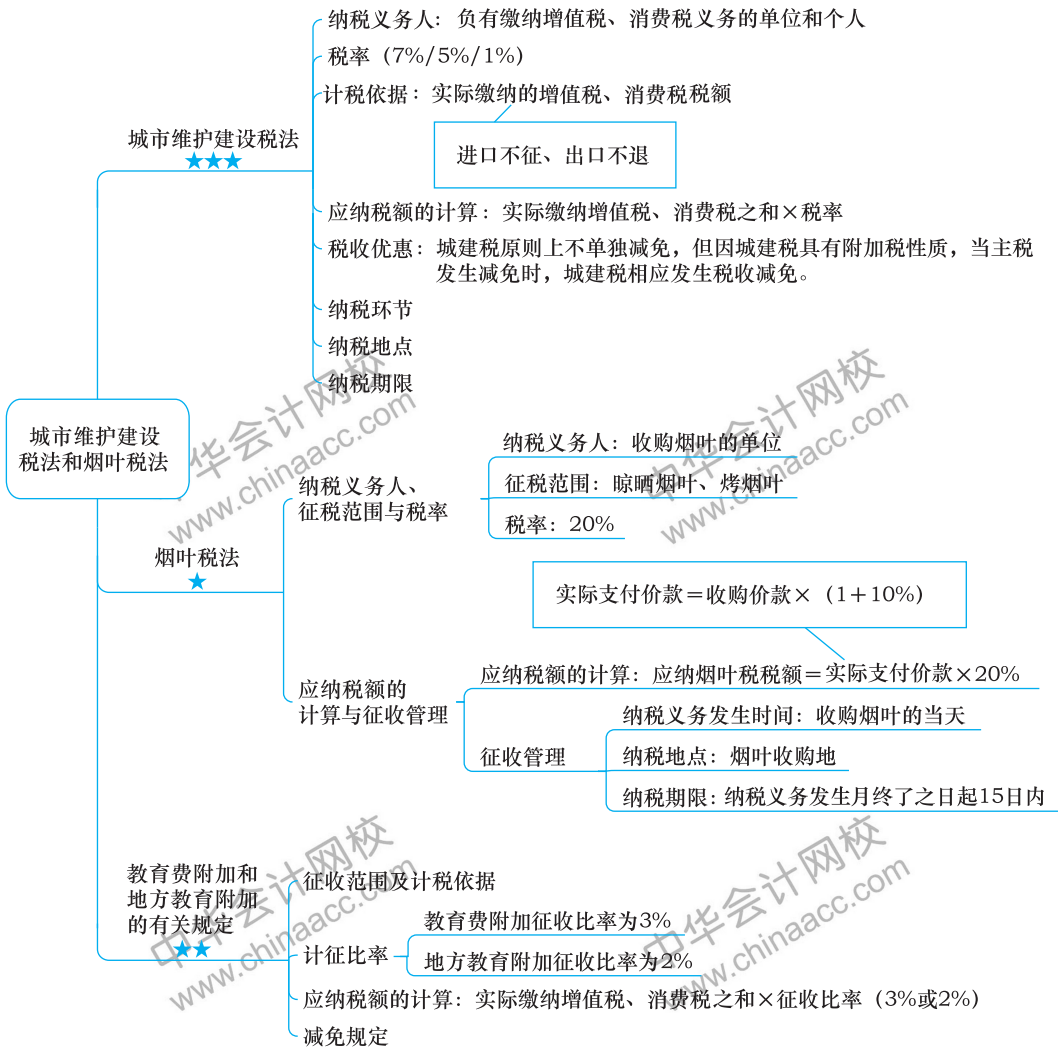 城市维护建设
税法和烟叶税法
城市维护建设税法
★★★
纳税义务人：负有缴纳增值税、消费税义务的单位和个人
税率（7%/5%/1%）
计税依据：实际缴纳的增值税、消费税税额
进口不征、出口不退
应纳税额的计算：实际缴纳增值税、消费税之和×税率
税收优惠：城建税原则上不单独减免，但因城建税具有附加税性质，当主税
发生减免时，城建税相应发生税收减免。
纳税环节
纳税地点
纳税期限
烟叶税法
★
纳税义务人、
征税范围与税率
纳税义务人：收购烟叶的单位
征税范围：晾晒烟叶、烤烟叶
税率：20%
应纳税额的
计算与征收管理
实际支付价款＝收购价款×（1＋10%）
应纳税额的计算：应纳烟叶税税额＝实际支付价款×20%
征收管理
纳税义务发生时间：收购烟叶的当天
纳税地点：烟叶收购地
纳税期限：纳税义务发生月终了之日起15日内
教育费附加和
地方教育附加
的有关规定
★★
征收范围及计税依据
计征比率
教育费附加征收比率为3%
地方教育附加征收比率为2%
应纳税额的计算：实际缴纳增值税、消费税之和×征收比率（3%或2%）
减免规定
中华会计网校
www.chinaacc.com
中华会计网校
www.chinaacc.com
中华会计网校
www.chinaacc.com
中华会计网校
www.chinaacc.com